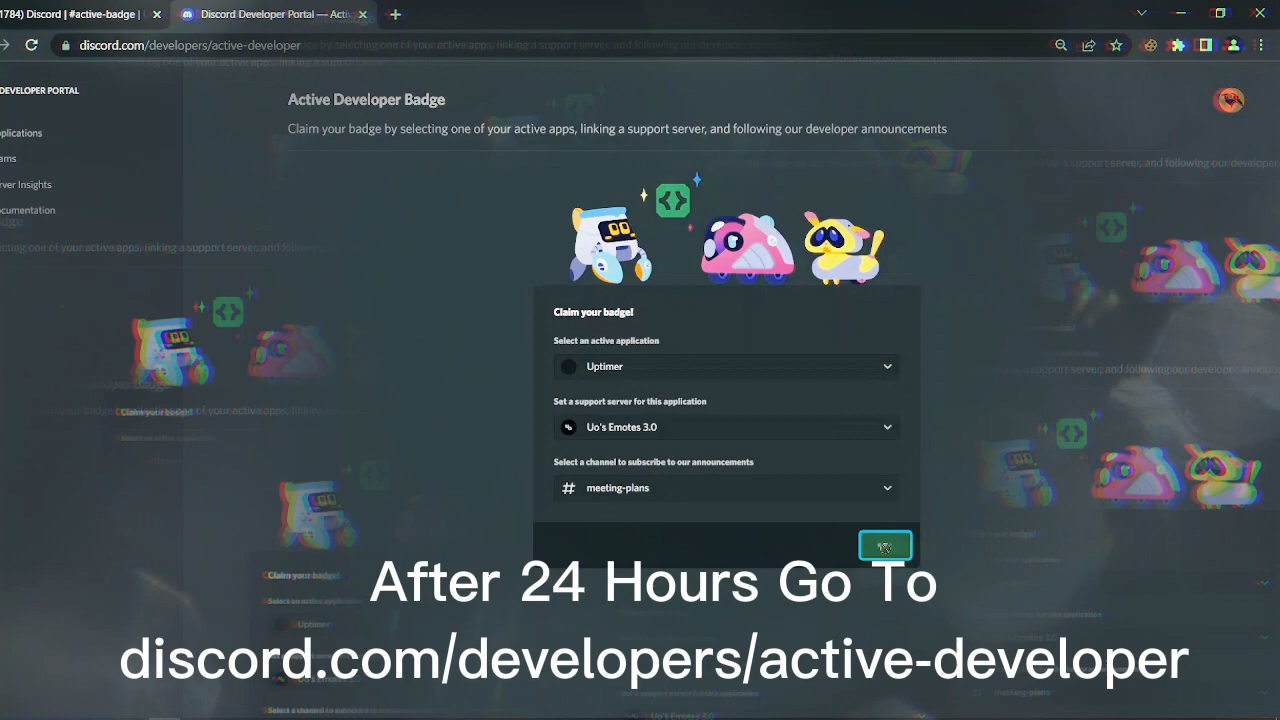 1784) Discord | #active-badge |
Discord Developer Portal — Acti
discord.com/developers/active-developer
DEVELOPER PORTAL
plications
ams
rver Insights
ocumentation
Active Developer Badge
Claim your badge by selecting one of your active apps, linking a support server, and following our developer announcements
Claim your badge!
Select an active application
Uptimer
Set a support server for this application
Uo's Emotes 3.0
Select a channel to subscribe to our announcements
# meeting-plans
After 24 Hours Go To
discord.com/developers/active-developer